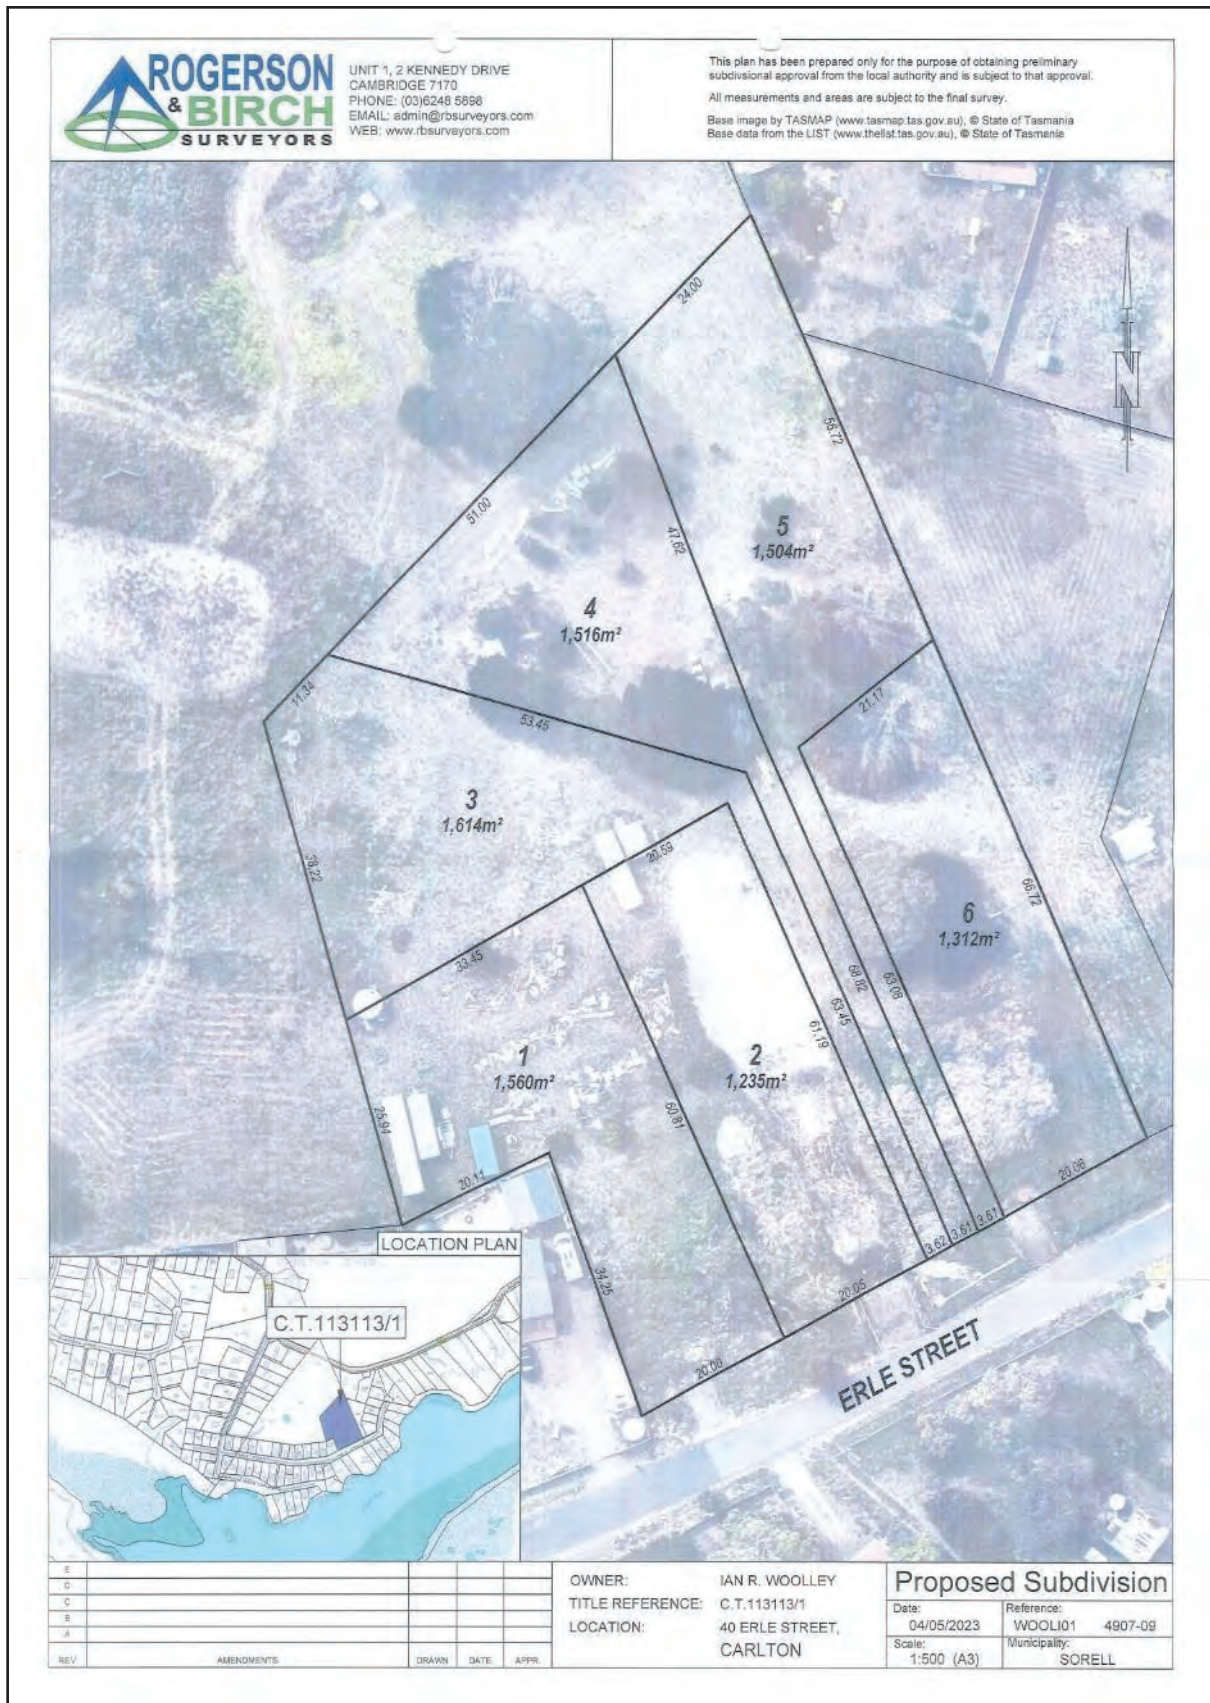 ROGERSON
& BIRCH
SURVEYORS
UNIT 1, 2 KENNEDY DRIVE
CAMBRIDGE 7170
PHONE: (03)6248 5898
EMAIL: admin@rbsurveyors.com
WEB: www.rbsurveyors.com
This plan has been prepared only for the purpose of obtaining preliminary
subdivisional approval from the local authority and is subject to that approval.
All measurements and areas are subject to the final survey.
Base image by TASMAP (www.tasmap.tas.gov.au), © State of Tasmania
Base data from the LIST (www.thelist.tas.gov.au), © State of Tasmania
N
24.00
56.72
51.00
47.62
5
1,504m²
4
1,516m²
11.34
53.45
21.17
3
1,614m²
38.22
20.59
66.72
6
1,312m²
33.45
68.82
63.08
63.45
61.19
1
1,560m²
2
1,235m²
60.81
25.94
20.11
20.06
3.62
3.61
3.61
34.25
20.05
20.00
ERLE STREET
LOCATION PLAN
C.T.113113/1
E
D
C
B
A
REV AMENDMENTS DRAWN DATE APPR.
OWNER: IAN R. WOOLLEY
TITLE REFERENCE: C.T.113113/1
LOCATION: 40 ERLE STREET,
CARLTON
Proposed Subdivision
Date: 04/05/2023
Reference: WOOLI01 4907-09
Scale: 1:500 (A3)
Municipality: SORELL